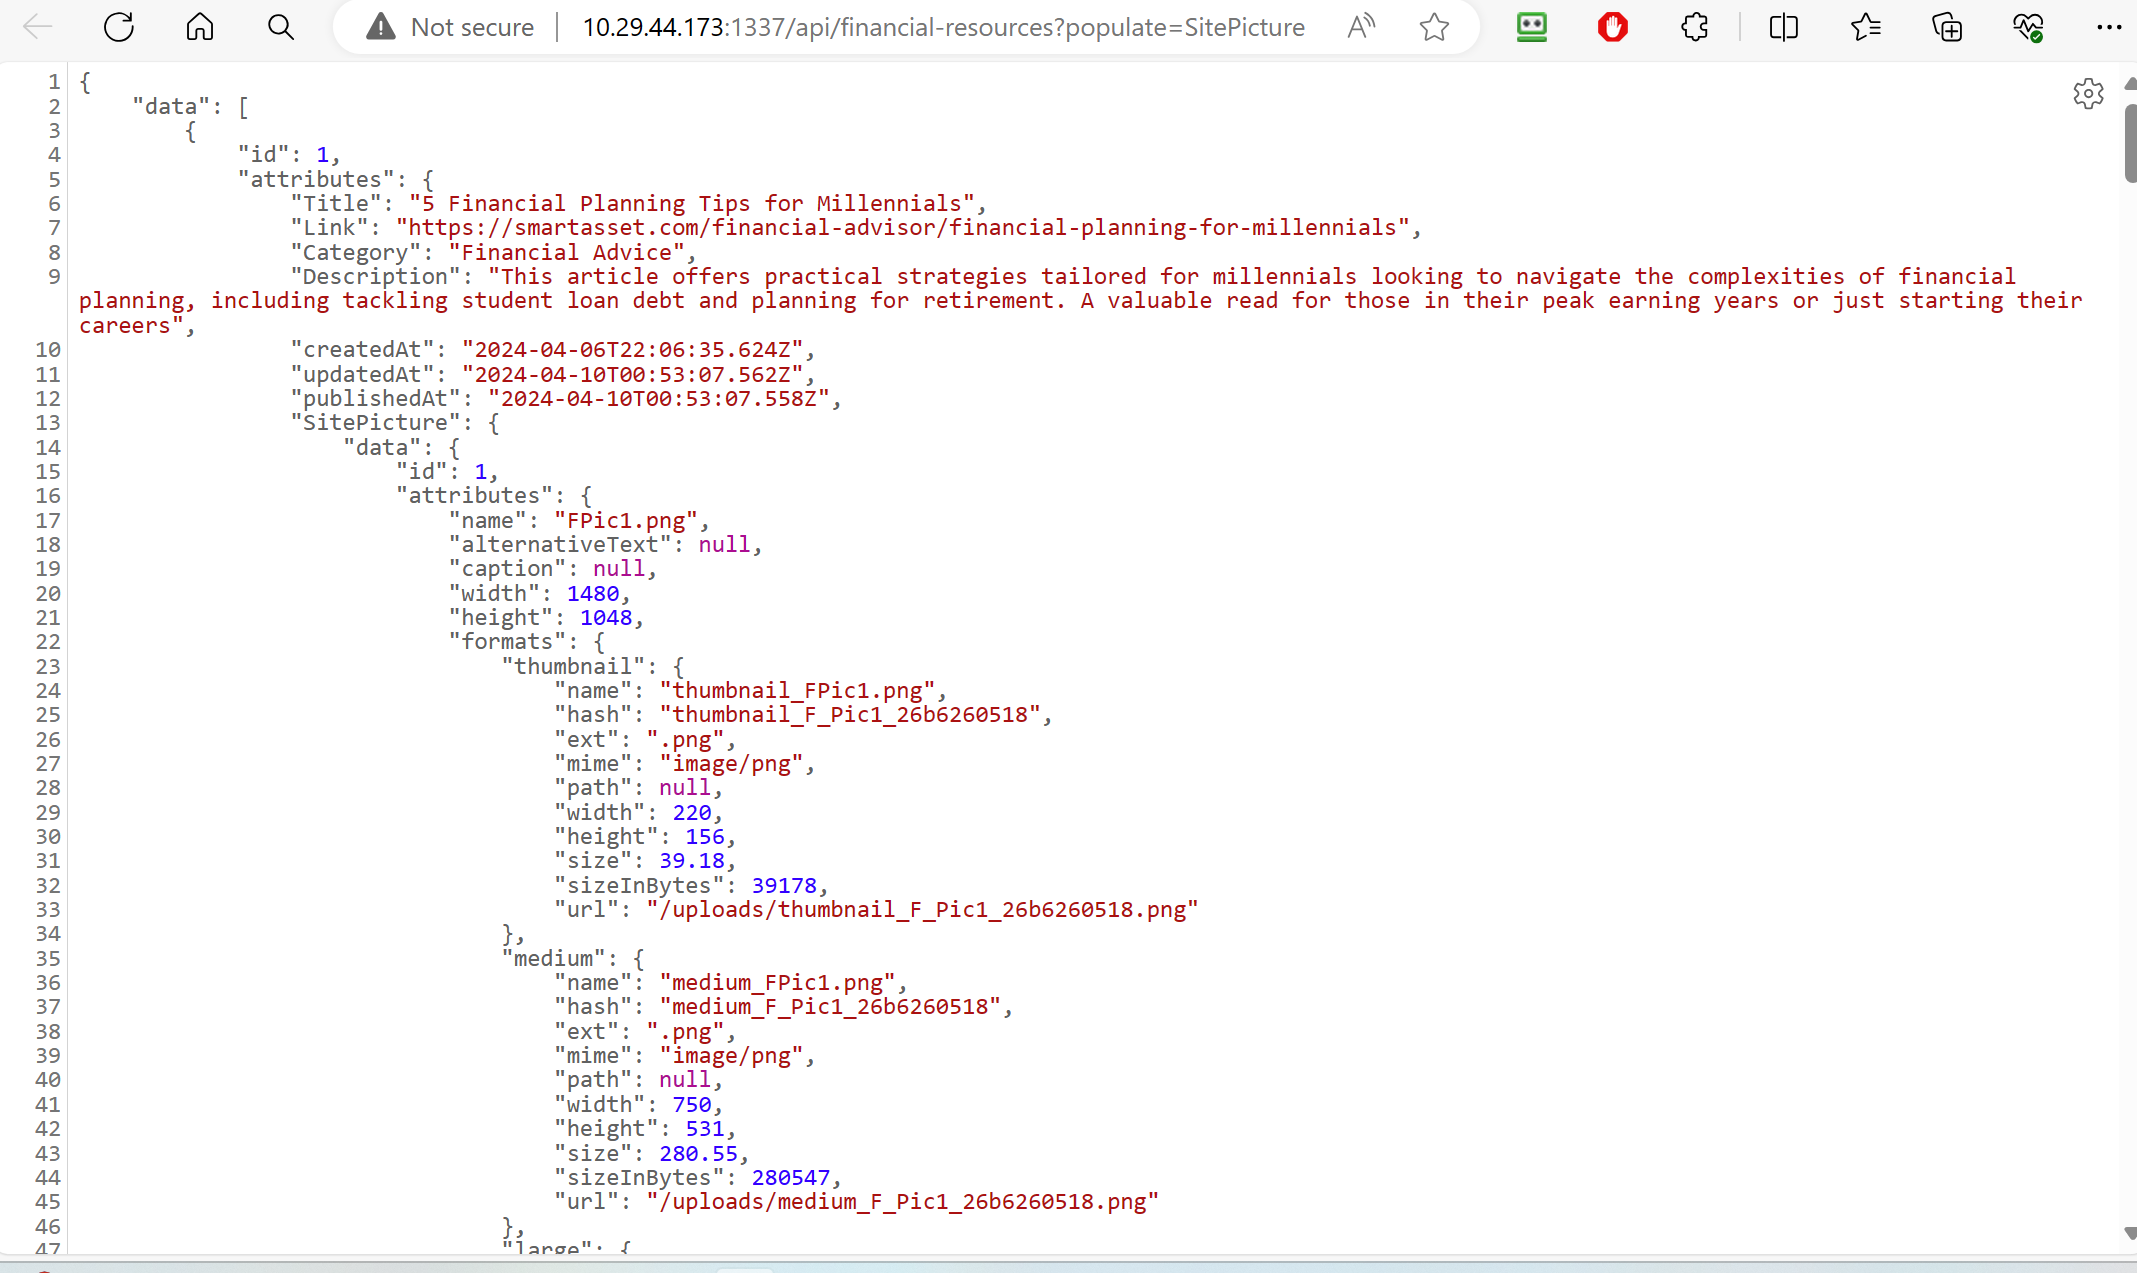 Not secure | 10.29.44.173:1337/api/financial-resources?populate=SitePicture
1 {
2 "data": [
3 {
4 "id": 1,
5 "attributes": {
6 "Title": "5 Financial Planning Tips for Millennials",
7 "Link": "https://smartasset.com/financial-advisor/financial-planning-for-millennials",
8 "Category": "Financial Advice",
9 "Description": "This article offers practical strategies tailored for millennials looking to navigate the complexities of financial
planning, including tackling student loan debt and planning for retirement. A valuable read for those in their peak earning years or just starting their
careers",
10 "createdAt": "2024-04-06T22:06:35.624Z",
11 "updatedAt": "2024-04-10T00:53:07.562Z",
12 "publishedAt": "2024-04-10T00:53:07.558Z",
13 "SitePicture": {
14 "data": {
15 "id": 1,
16 "attributes": {
17 "name": "FPic1.png",
18 "alternativeText": null,
19 "caption": null,
20 "width": 1480,
21 "height": 1048,
22 "formats": {
23 "thumbnail": {
24 "name": "thumbnail_FPic1.png",
25 "hash": "thumbnail_F_Pic1_26b6260518",
26 "ext": ".png",
27 "mime": "image/png",
28 "path": null,
29 "width": 220,
30 "height": 156,
31 "size": 39.18,
32 "sizeInBytes": 39178,
33 "url": "/uploads/thumbnail_F_Pic1_26b6260518.png"
34 },
35 "medium": {
36 "name": "medium_FPic1.png",
37 "hash": "medium_F_Pic1_26b6260518",
38 "ext": ".png",
39 "mime": "image/png",
40 "path": null,
41 "width": 750,
42 "height": 531,
43 "size": 280.55,
44 "sizeInBytes": 280547,
45 "url": "/uploads/medium_F_Pic1_26b6260518.png"
46 },
47 "large": {